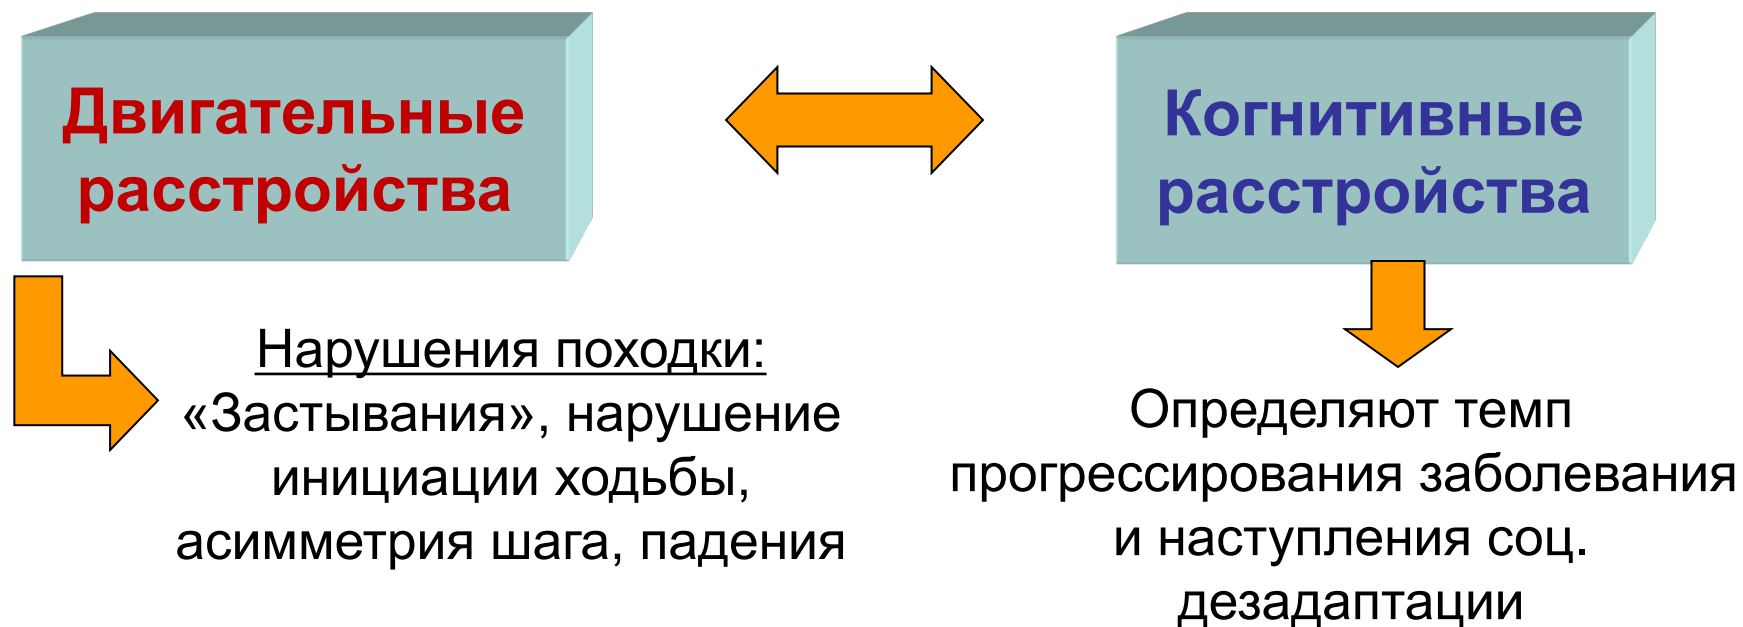 Двигательные
расстройства
Когнитивные
расстройства
Нарушения походки:
«Застывания», нарушение
инициации ходьбы,
асимметрия шага, падения
Определяют темп
прогрессирования заболевания
и наступления соц.
дезадаптации